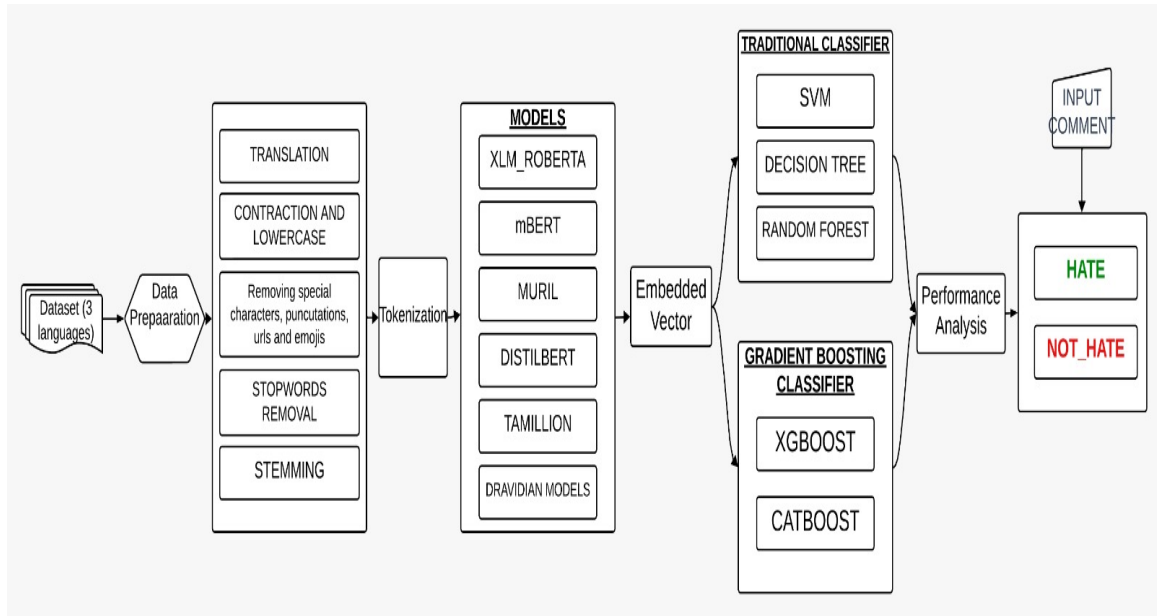 Dataset (3
languages)
Data
Prepaaration
TRANSLATION
CONTRACTION AND
LOWERCASE
Removing special
characters, puncutations,
urls and emojis
STOPWORDS
REMOVAL
STEMMING
Tokenization
MODELS
XLM_ROBERTA
mBERT
MURIL
DISTILBERT
TAMILLION
DRAVIDIAN MODELS
Embedded
Vector
TRADITIONAL CLASSIFIER
SVM
DECISION TREE
RANDOM FOREST
GRADIENT BOOSTING
CLASSIFIER
XGBOOST
CATBOOST
Performance
Analysis
INPUT
COMMENT
HATE
NOT_HATE